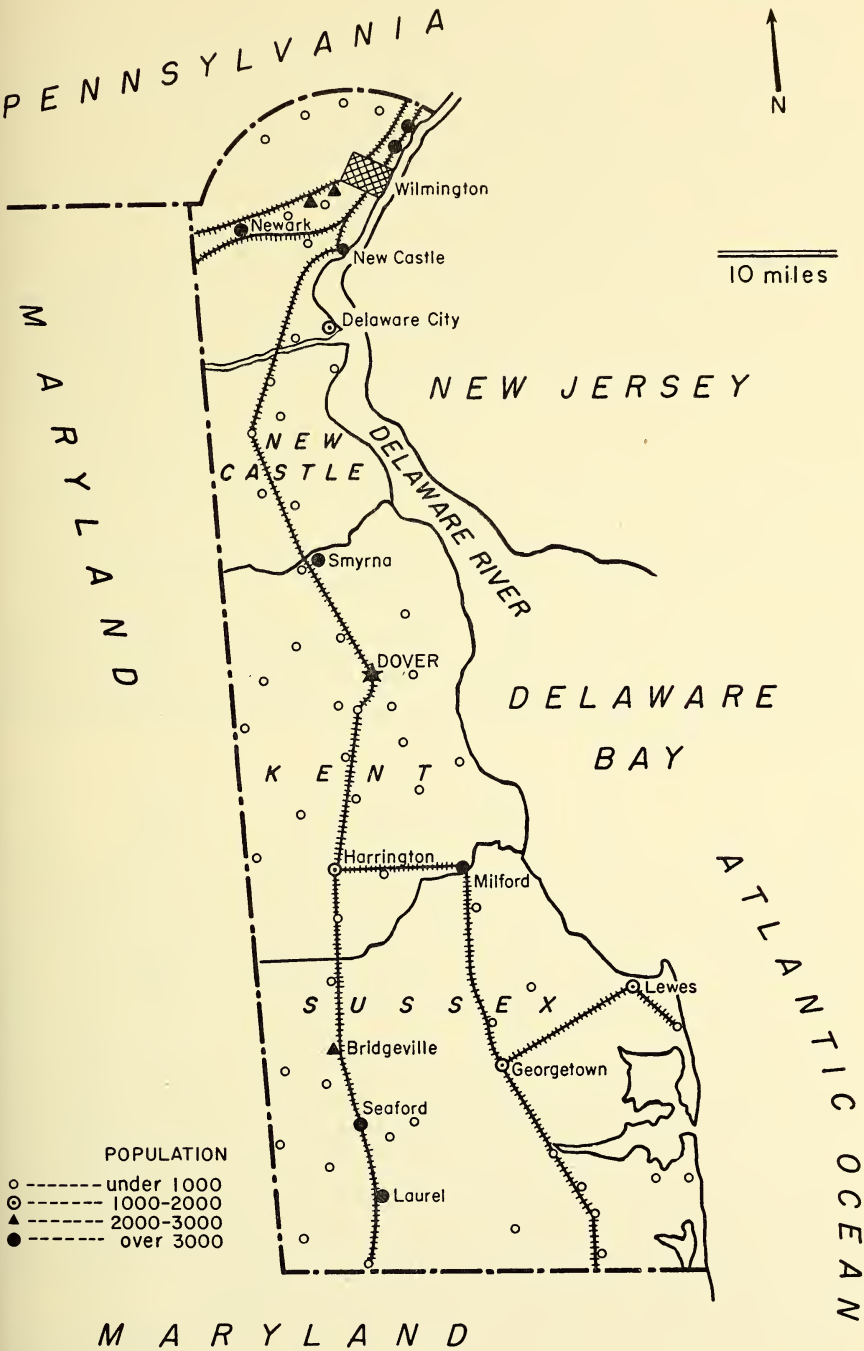 PENNSYLVANIA
N
Wilmington
Newark
New Castle
10 miles
Delaware City
MARYLAND
NEW JERSEY
NEW
CASTLE
DELAWARE RIVER
Smyrna
DOVER
DELAWARE
BAY
KENT
Harrington
Milford
ATLANTIC OCEAN
Lewes
SUSSEX
Bridgeville
Georgetown
Seaford
POPULATION
under 1000
1000-2000
2000-3000
over 3000
Laurel
MARYLAND